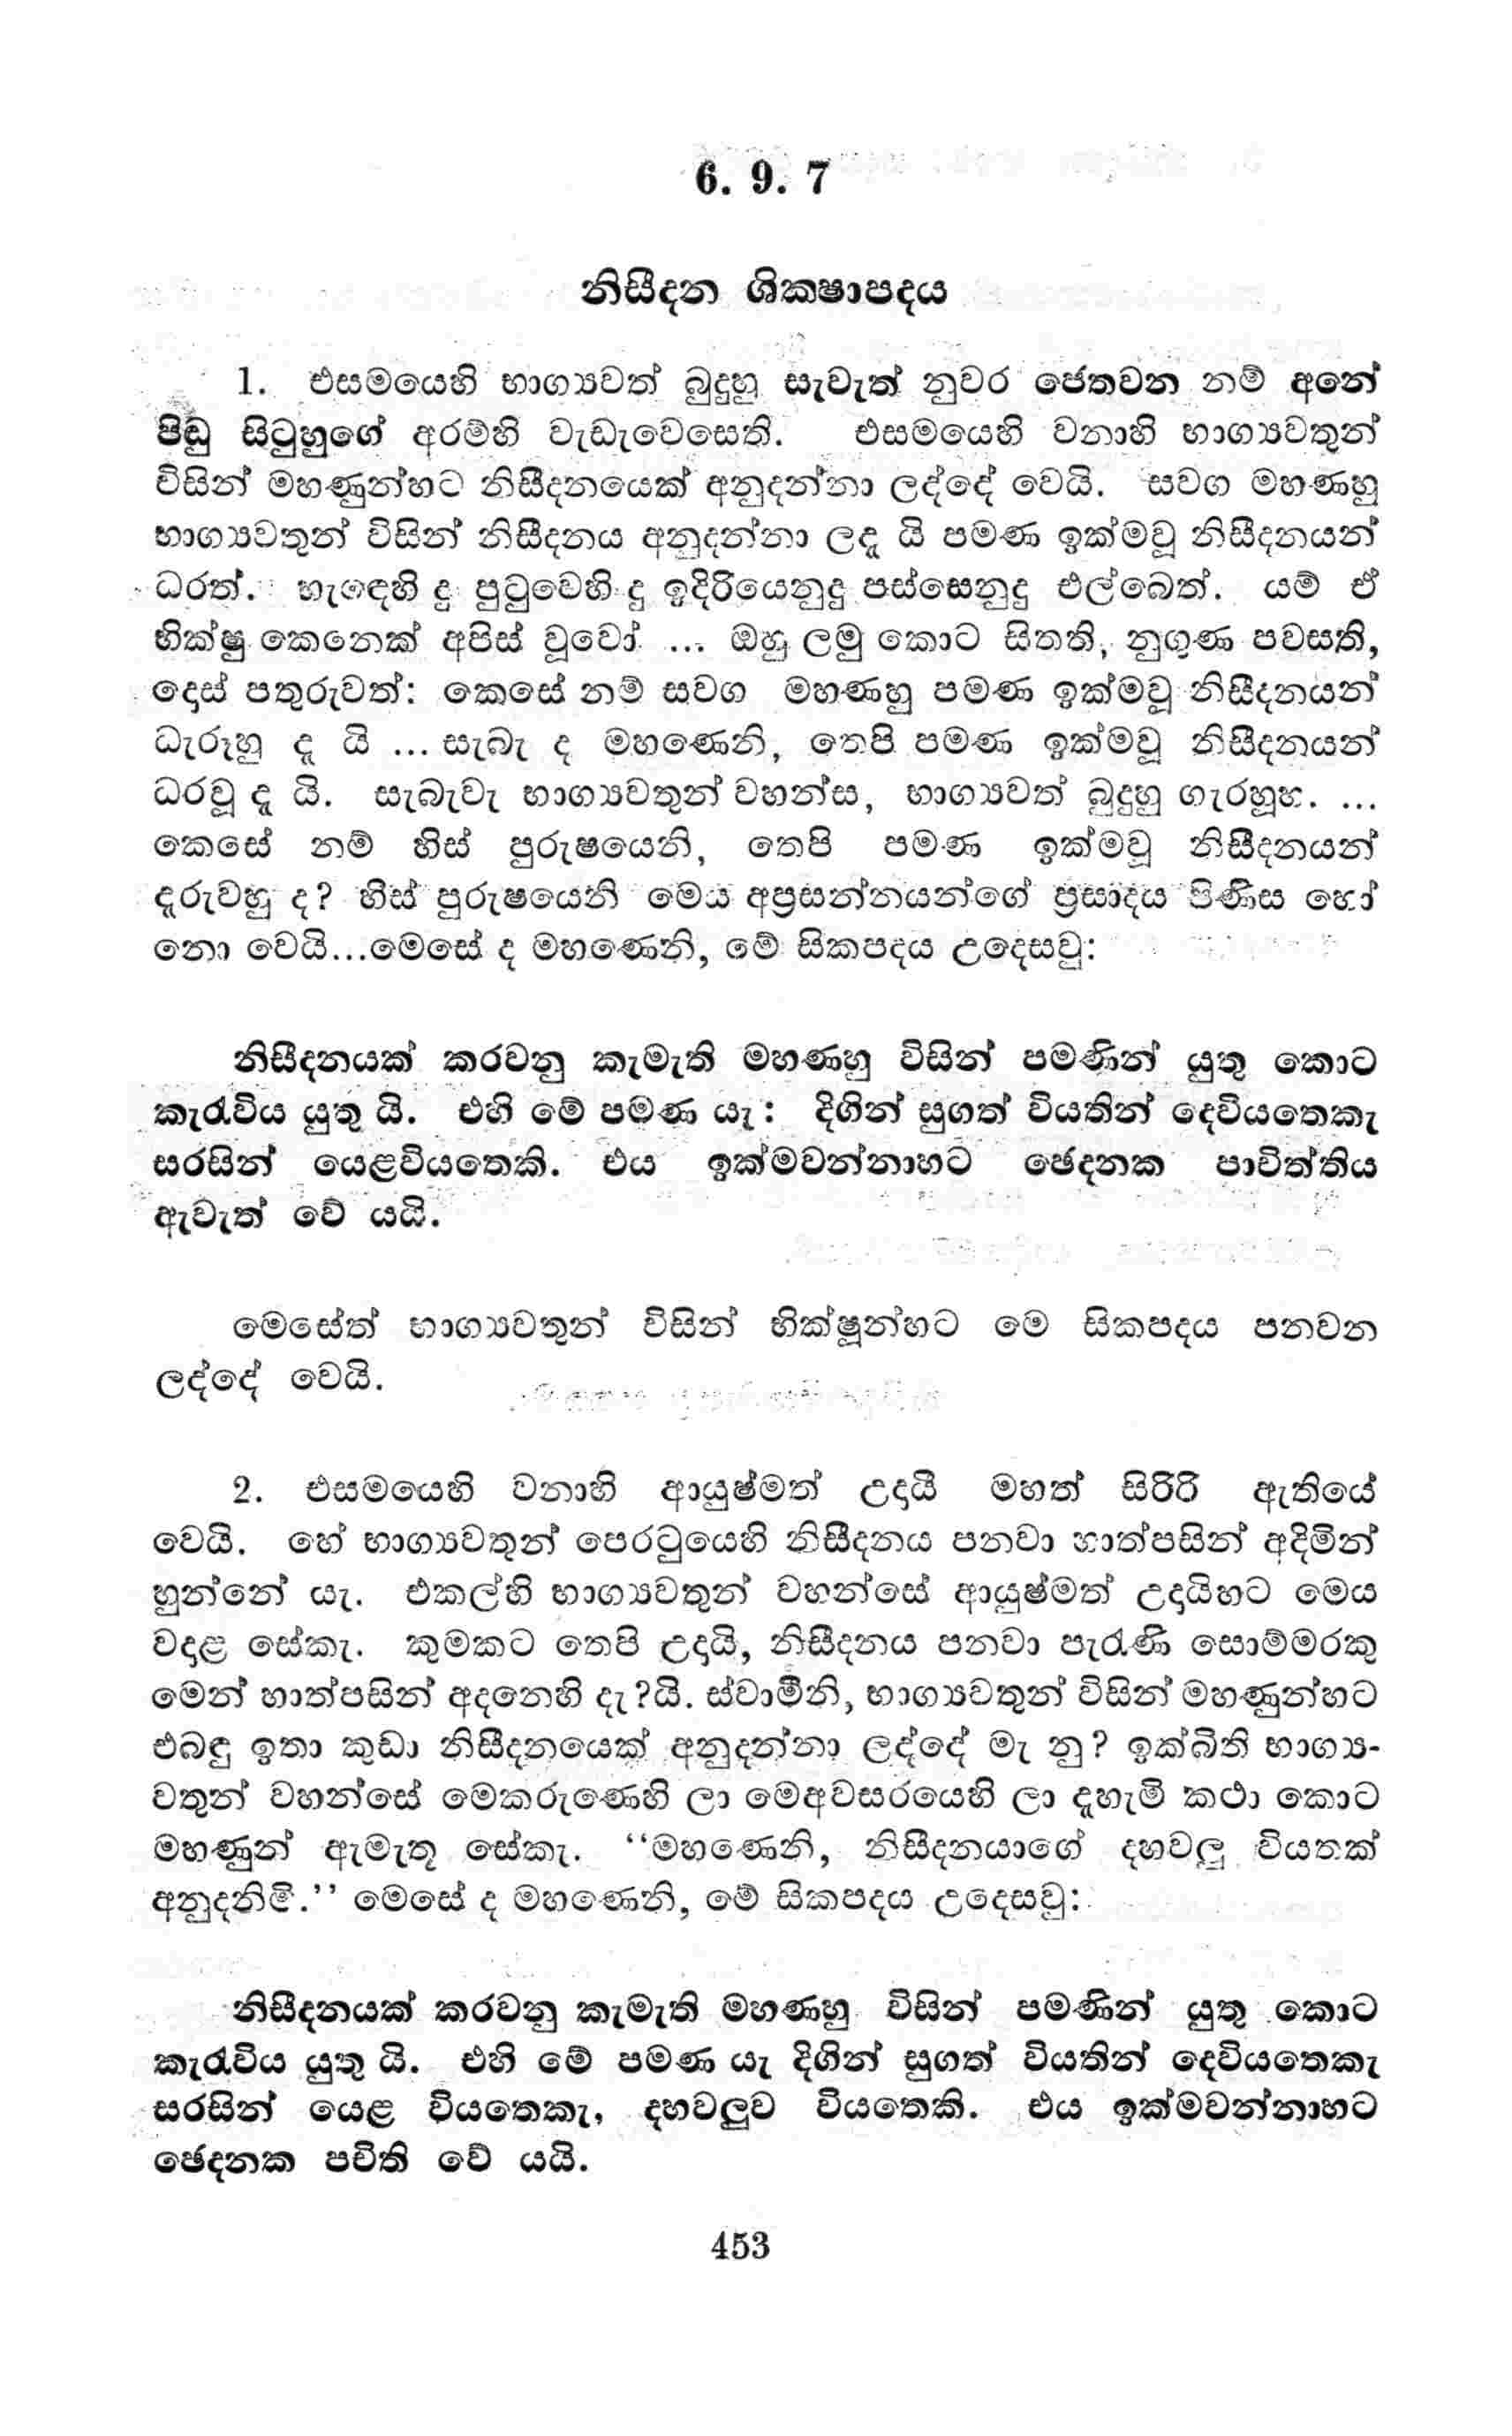 6. 9. 7
නිසීදන ශික්‍ෂාපදය
1. එසමයෙහි භාග්‍යවත් බුදුහු සැවැත් නුවර ජෙතවන නම් අනේ
පිඬු සිටුහුගේ අරම්හි වැඩැවෙසෙති. එසමයෙහි වනාහි භාග්‍යවතුන්
විසින් මහණුන්හට නිසීදනයෙක් අනුදන්නා ලද්දේ වෙයි. සවග මහණහු
භාග්‍යවතුන් විසින් නිසීදනය අනුදන්නා ලදැ යි පමණ ඉක්මවූ නිසීදනයන්
ධරත්. හැඳෙහි දු පුටුවෙහි දු ඉදිරියෙනුදු පස්සෙනුදු එල්බෙත්. යම් ඒ
භික්ෂු කෙනෙක් අපිස් වූවෝ ... ඔහු ලමු කොට සිතති, නුගුණ පවසති,
දොස් පතුරුවත්: කෙසේ නම් සවග මහණහු පමණ ඉක්මවූ නිසීදනයන්
ධැරූහු දැ යි ... සැබැ ද මහණෙනි, තෙපි පමණ ඉක්මවූ නිසීදනයන්
ධරවූ දැ යි. සැබැවැ භාග්‍යවතුන් වහන්ස, භාග්‍යවත් බුදුහු ගැරහූහ. ...
කෙසේ නම් හිස් පුරුෂයෙනි, තෙපි පමණ ඉක්මවූ නිසීදනයන්
දැරුවහු ද? හිස් පුරුෂයෙනි මෙය අප්‍රසන්නයන්ගේ ප්‍රසාදය පිණිස හෝ
නො වෙයි...මෙසේ ද මහණෙනි, මේ සිකපදය උදෙසවු:
නිසීදනයක් කරවනු කැමැති මහණහු විසින් පමණින් යුතු කොට
කැරැවිය යුතු යි. එහි මේ පමණ යැ: දිගින් සුගත් වියතින් දෙවියතෙකැ
සරසින් යෙළවියතෙකි. එය ඉක්මවන්නාහට ඡෙදනක පාචිත්තිය
ඇවැත් වේ යයි.
මෙසේත් භාග්‍යවතුන් විසින් භික්ෂූන්හට මෙ සිකපදය පනවන
ලද්දේ වෙයි.
2. එසමයෙහි වනාහි ආයුෂ්මත් උදායී මහත් සිරිරි ඇතියේ
වෙයි. හේ භාග්‍යවතුන් පෙරටුයෙහි නිසීදනය පනවා හාත්පසින් අදිමින්
හුන්නේ යැ. එකල්හි භාග්‍යවතුන් වහන්සේ ආයුෂ්මත් උදායිහට මෙය
වදාළ සේකැ. කුමකට තෙපි උදායි, නිසීදනය පනවා පැරැණි සොම්මරකු
මෙන් හාත්පසින් අදනෙහි දැ?යි. ස්වාමීනි, භාග්‍යවතුන් විසින් මහණුන්හට
එබඳු ඉතා කුඩා නිසීදනයෙක් අනුදන්නා ලද්දේ මැ නු? ඉක්බිති භාග්‍ය-
වතුන් වහන්සේ මෙකරුණෙහි ලා මෙඅවසරයෙහි ලා දැහැමි කථා කොට
මහණුන් ඇමැතූ සේකැ. ‘‘මහණෙනි, නිසීදනයාගේ දහවලු වියතක්
අනුදනිමි.’’ මෙසේ ද මහණෙනි, මේ සිකපදය උදෙසවු:
නිසීදනයක් කරවනු කැමැති මහණහු විසින් පමණින් යුතු කොට
කැරැවිය යුතු යි. එහි මේ පමණ යැ දිගින් සුගත් වියතින් දෙවියතෙකැ
සරසින් යෙළ වියතෙකැ, දහවලුව වියතෙකි. එය ඉක්මවන්නාහට
ඡෙදනක පචිති වේ යයි.
453